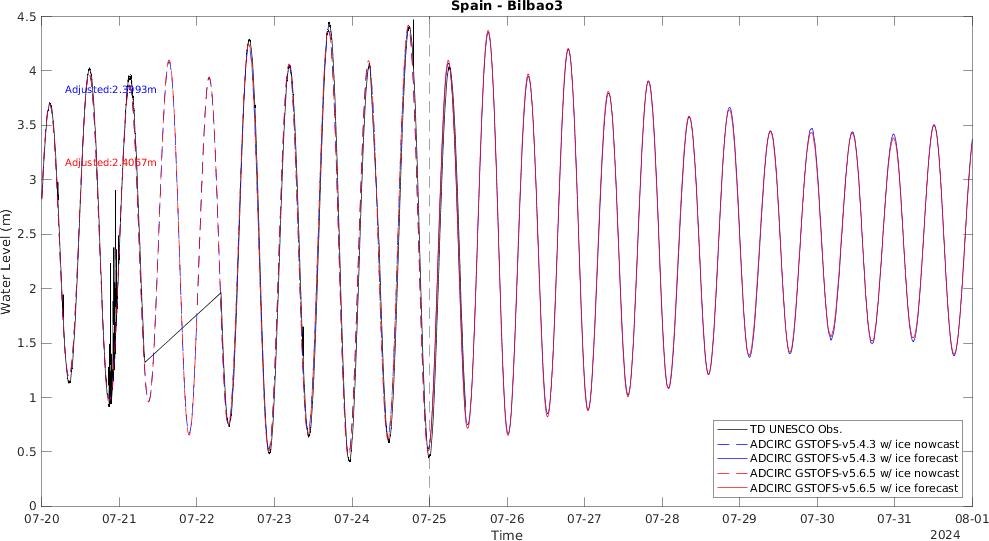 Spain - Bilbao3
Water Level (m)
4.5
4
3.5
3
2.5
2
1.5
1
0.5
0
Adjusted:2.3993m
Adjusted:2.4067m
TD UNESCO Obs.
ADCIRC GSTOFS-v5.4.3 w/ ice nowcast
ADCIRC GSTOFS-v5.4.3 w/ ice forecast
ADCIRC GSTOFS-v5.6.5 w/ ice nowcast
ADCIRC GSTOFS-v5.6.5 w/ ice forecast
07-20 07-21 07-22 07-23 07-24 07-25 07-26 07-27 07-28 07-29 07-30 07-31 08-01
Time
2024